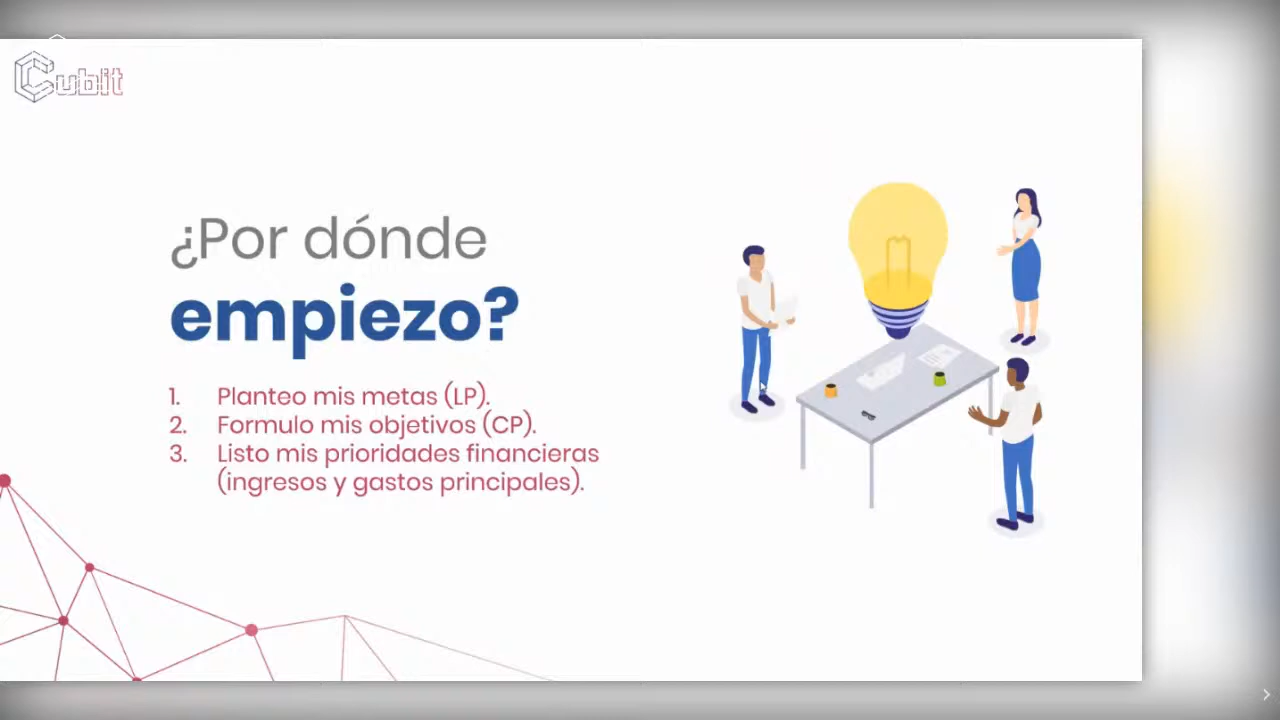 Cubit
¿Por dónde
empiezo?
1. Planteo mis metas (LP).
2. Formulo mis objetivos (CP).
3. Listo mis prioridades financieras
(ingresos y gastos principales).